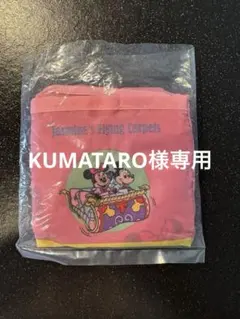 Jasmine's Flying Carpets
KUMATARO様専用